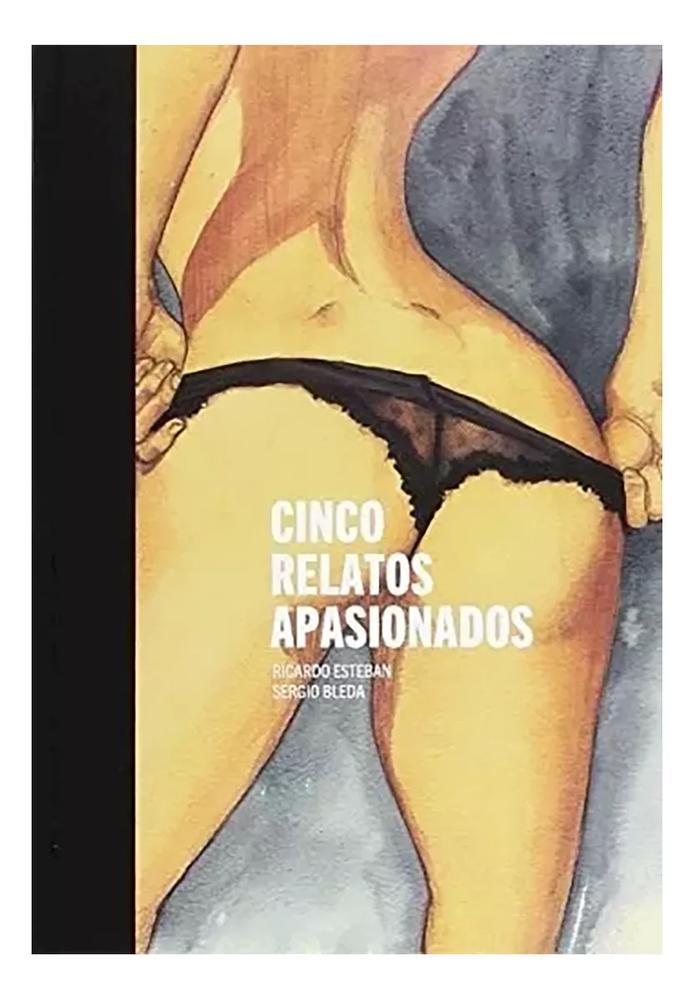 CINCO
RELATOS
APASIONADOS
RICARDO ESTEBAN
SERGIO BLEDA